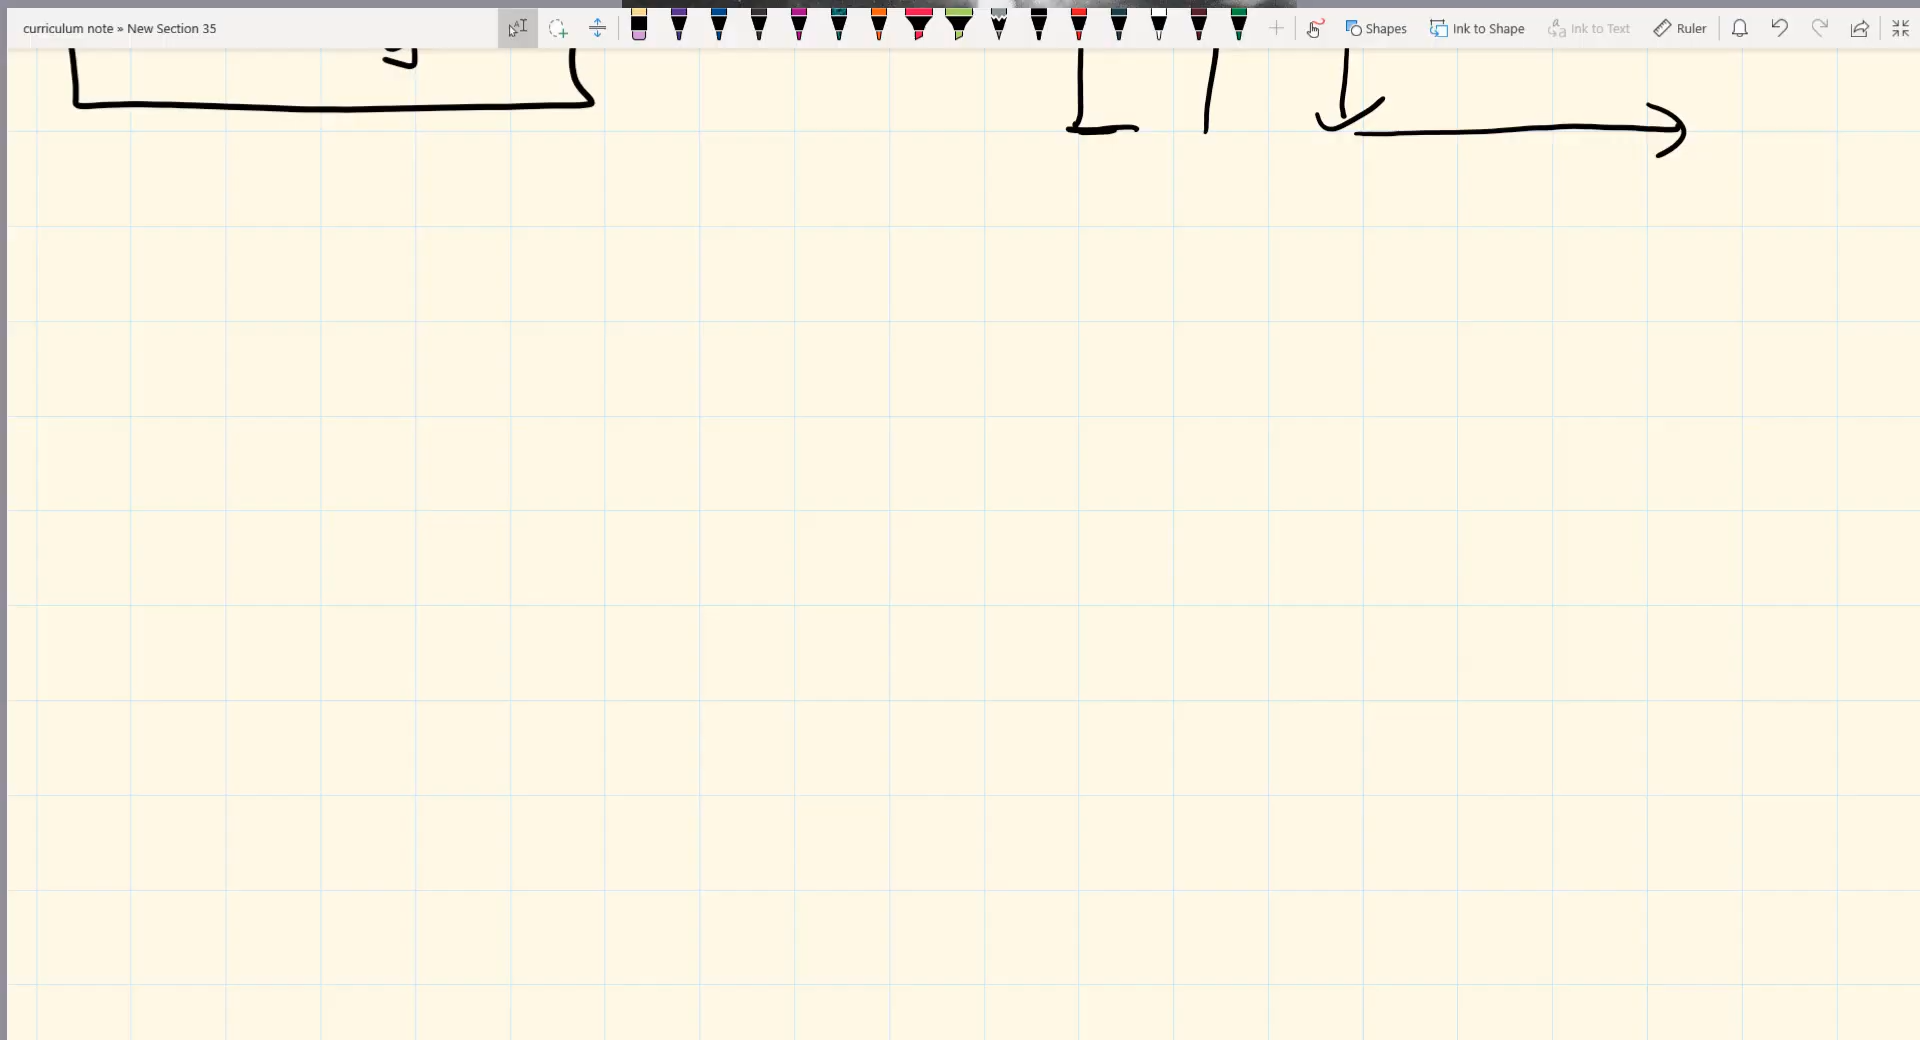 curriculum note » New Section 35
Shapes
Ink to Shape
Ink to Text
Ruler